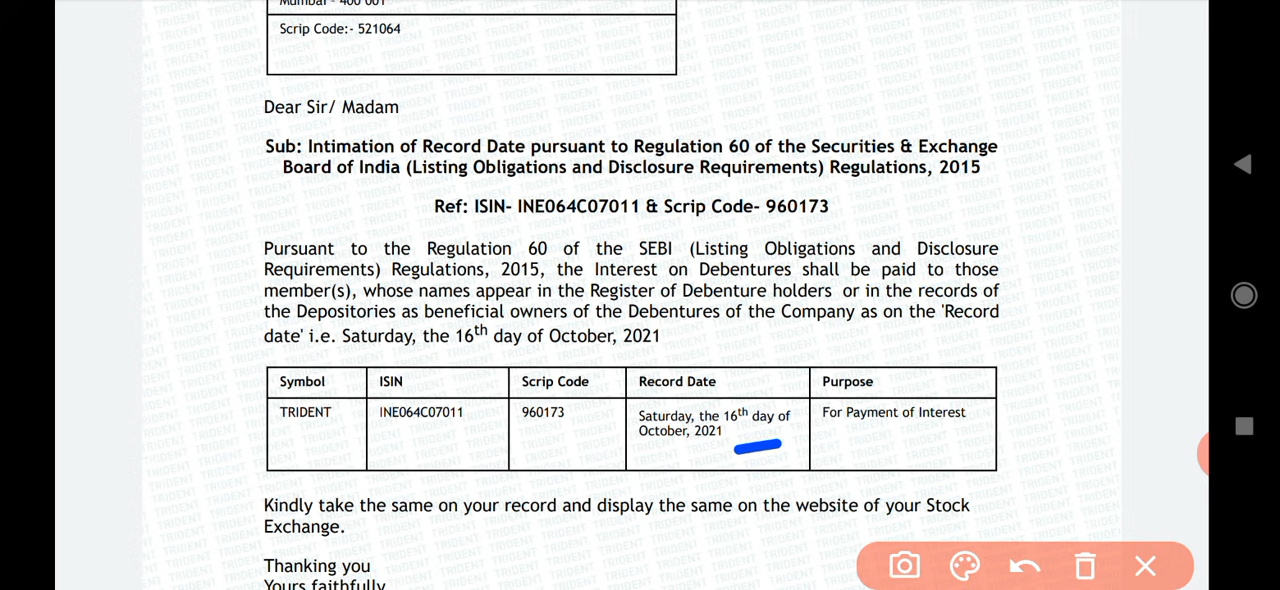 Mumbai - 400 001
Scrip Code:- 521064
Dear Sir/ Madam
Sub: Intimation of Record Date pursuant to Regulation 60 of the Securities & Exchange
Board of India (Listing Obligations and Disclosure Requirements) Regulations, 2015
Ref: ISIN- INE064C07011 & Scrip Code- 960173
Pursuant to the Regulation 60 of the SEBI (Listing Obligations and Disclosure
Requirements) Regulations, 2015, the Interest on Debentures shall be paid to those
member(s), whose names appear in the Register of Debenture holders or in the records of
the Depositories as beneficial owners of the Debentures of the Company as on the 'Record
date' i.e. Saturday, the 16th day of October, 2021
Symbol ISIN Scrip Code Record Date Purpose
TRIDENT INE064C07011 960173 Saturday, the 16th day of For Payment of Interest
October, 2021
Kindly take the same on your record and display the same on the website of your Stock
Exchange.
Thanking you
Yours faithfully